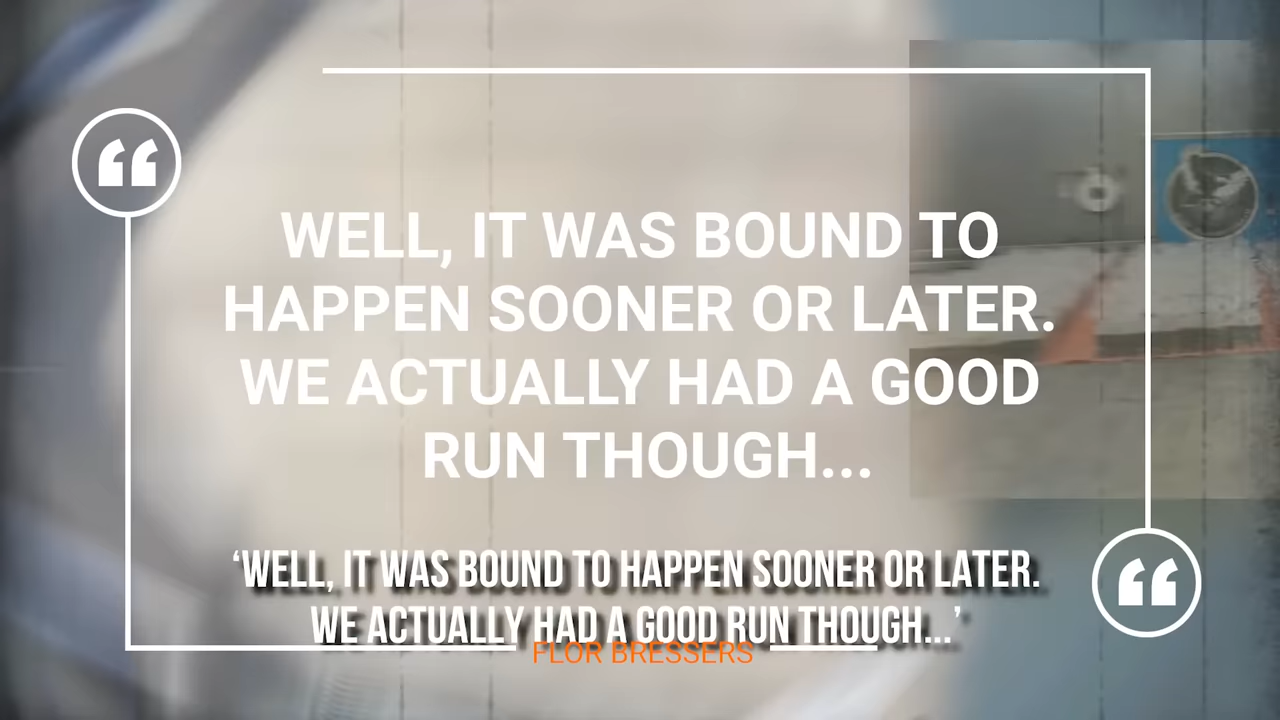 WELL, IT WAS BOUND TO
HAPPEN SOONER OR LATER.
WE ACTUALLY HAD A GOOD
RUN THOUGH...
‘WELL, IT WAS BOUND TO HAPPEN SOONER OR LATER.
WE ACTUALLY HAD A GOOD RUN THOUGH...’
FLOR BRESSERS